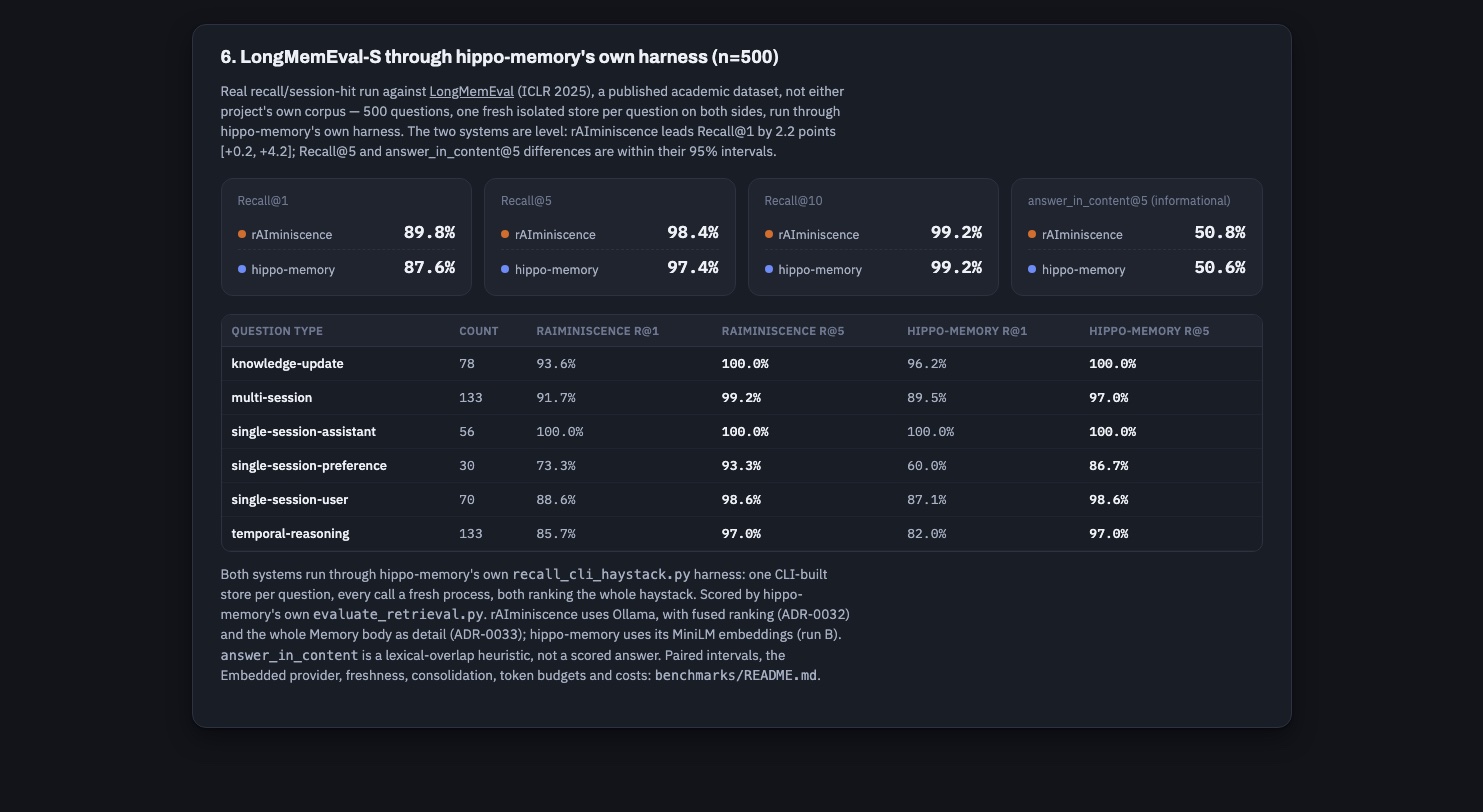 6. LongMemEval-S through hippo-memory's own harness (n=500)
Real recall/session-hit run against LongMemEval (ICLR 2025), a published academic dataset, not either
project's own corpus — 500 questions, one fresh isolated store per question on both sides, run through
hippo-memory's own harness. The two systems are level: rAIminiscence leads Recall@1 by 2.2 points
[+0.2, +4.2]; Recall@5 and answer_in_content@5 differences are within their 95% intervals.
Recall@1
rAIminiscence 89.8%
hippo-memory 87.6%
Recall@5
rAIminiscence 98.4%
hippo-memory 97.4%
Recall@10
rAIminiscence 99.2%
hippo-memory 99.2%
answer_in_content@5 (informational)
rAIminiscence 50.8%
hippo-memory 50.6%
QUESTION TYPE COUNT RAIMINISCENCE R@1 RAIMINISCENCE R@5 HIPPO-MEMORY R@1 HIPPO-MEMORY R@5
knowledge-update 78 93.6% 100.0% 96.2% 100.0%
multi-session 133 91.7% 99.2% 89.5% 97.0%
single-session-assistant 56 100.0% 100.0% 100.0% 100.0%
single-session-preference 30 73.3% 93.3% 60.0% 86.7%
single-session-user 70 88.6% 98.6% 87.1% 98.6%
temporal-reasoning 133 85.7% 97.0% 82.0% 97.0%
Both systems run through hippo-memory's own recall_cli_haystack.py harness: one CLI-built
store per question, every call a fresh process, both ranking the whole haystack. Scored by hippo-
memory's own evaluate_retrieval.py. rAIminiscence uses Ollama, with fused ranking (ADR-0032)
and the whole Memory body as detail (ADR-0033); hippo-memory uses its MiniLM embeddings (run B).
answer_in_content is a lexical-overlap heuristic, not a scored answer. Paired intervals, the
Embedded provider, freshness, consolidation, token budgets and costs: benchmarks/README.md.